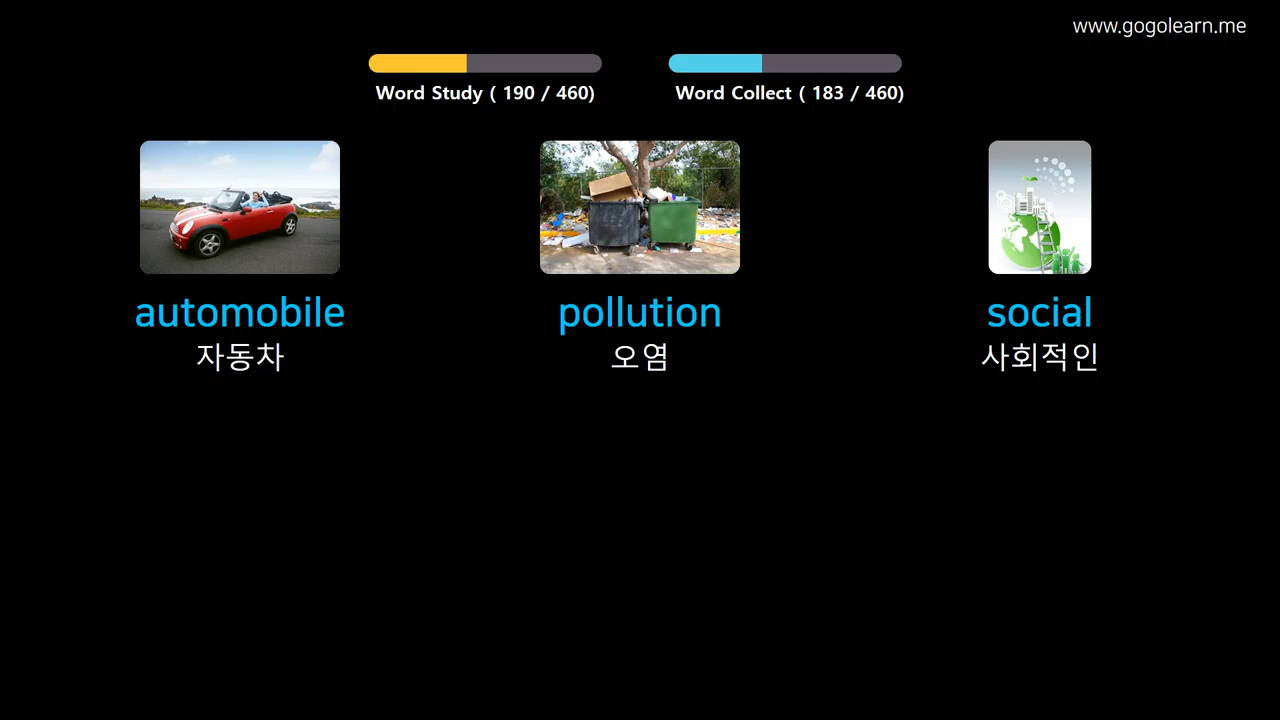 www.gogolearn.me
Word Study ( 190 / 460)
Word Collect ( 183 / 460)
automobile
자동차
pollution
오염
social
사회적인